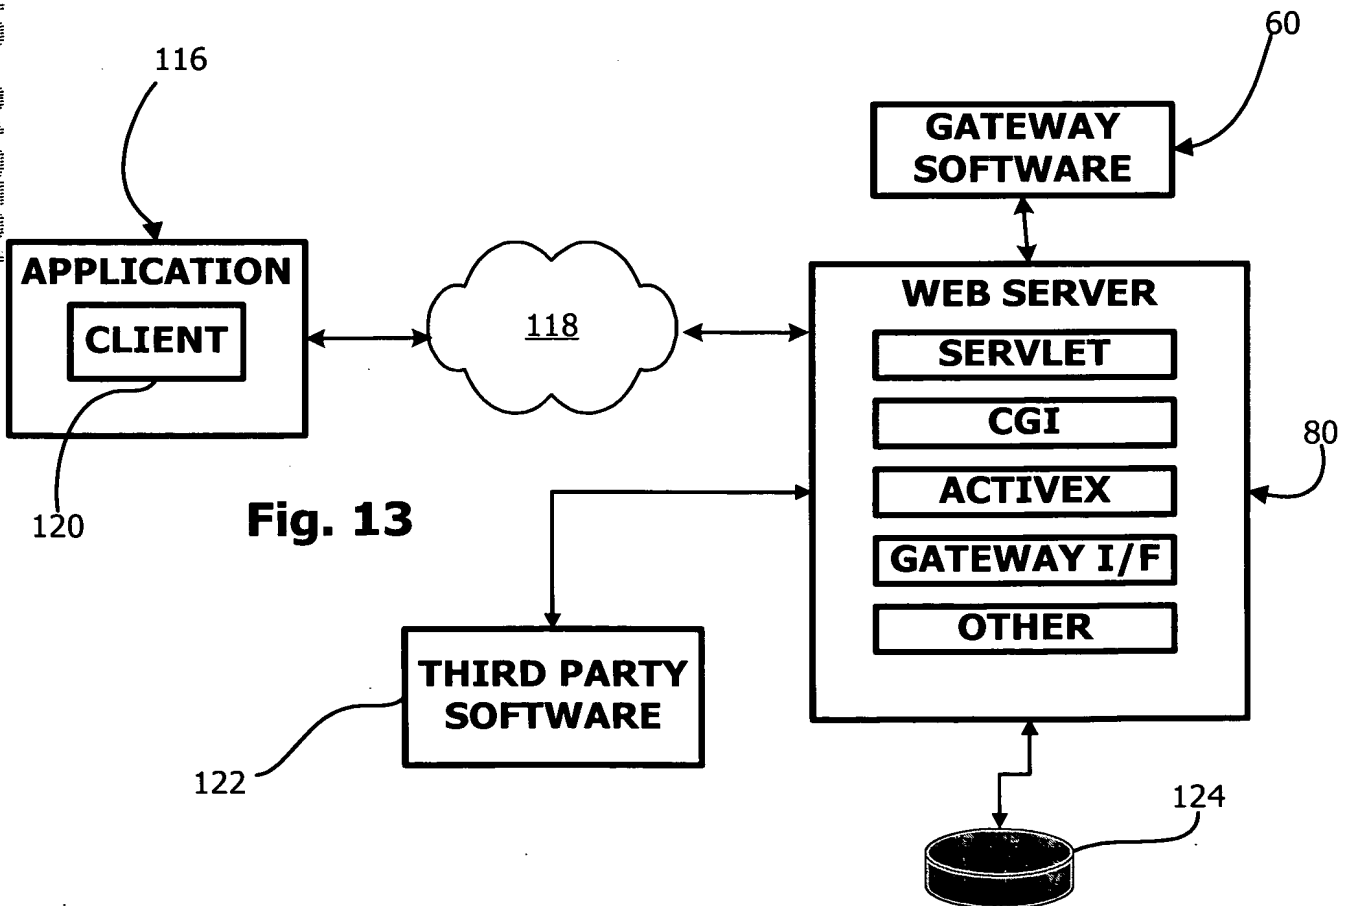 60
116
GATEWAY
SOFTWARE
APPLICATION
CLIENT
118
WEB SERVER
SERVLET
CGI
ACTIVEX
GATEWAY I/F
OTHER
80
120
Fig. 13
THIRD PARTY
SOFTWARE
122
124